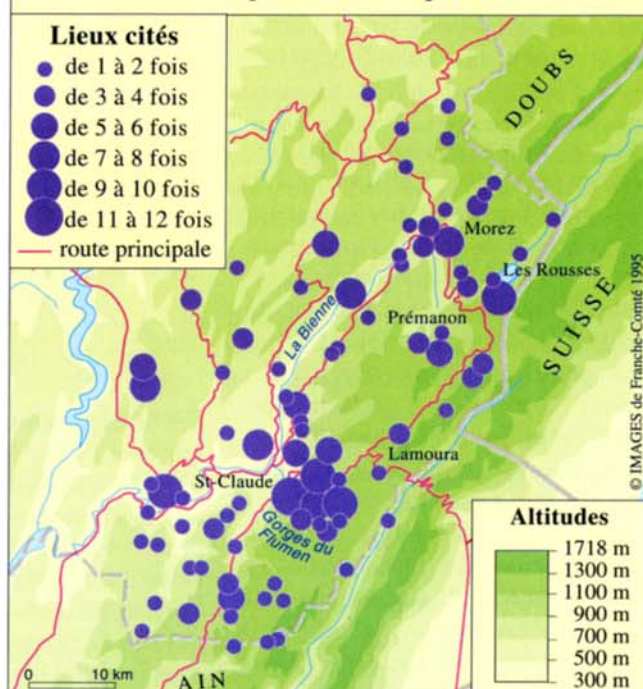 Lieux cités
de 1 à 2 fois
de 3 à 4 fois
de 5 à 6 fois
de 7 à 8 fois
de 9 à 10 fois
de 11 à 12 fois
route principale
DOUBS
Morez
Les Rousses
SUISSE
La Bienne
Prémanon
Lamoura
St-Claude
Gorges du
Flumen
AIN
0 10 km
Altitudes
1718 m
1300 m
1100 m
900 m
700 m
500 m
300 m
© IMAGES de Franche-Comté 1995